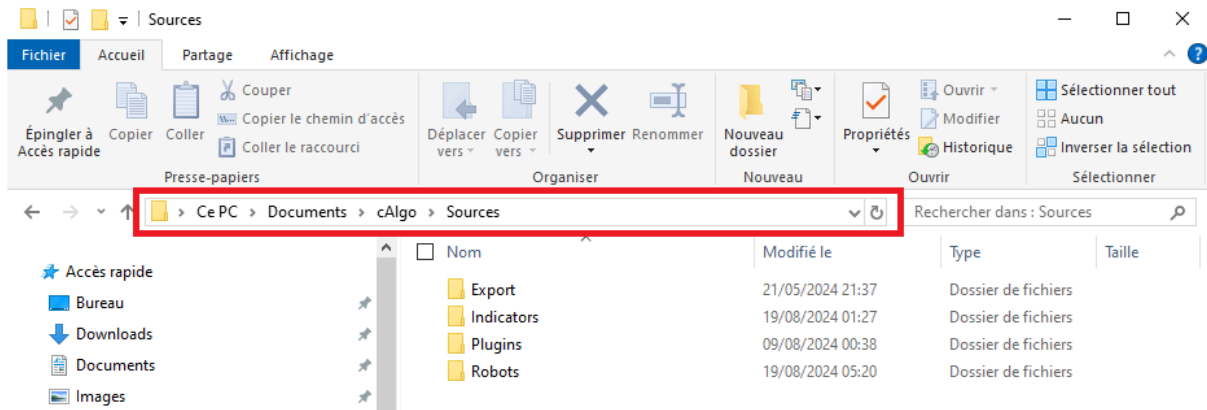 Sources
Fichier Accueil Partage Affichage
Épingler à Accès rapide
Copier
Coller
Couper
Copier le chemin d'accès
Coller le raccourci
Presse-papiers
Déplacer vers
Copier vers
Supprimer
Renommer
Organiser
Nouveau dossier
Nouveau
Propriétés
Ouvrir
Modifier
Historique
Ouvrir
Sélectionner tout
Aucun
Inverser la sélection
Sélectionner
Ce PC > Documents > cAlgo > Sources
Rechercher dans : Sources
Accès rapide
Bureau
Downloads
Documents
Images
Nom Modifié le Type Taille
Export 21/05/2024 21:37 Dossier de fichiers
Indicators 19/08/2024 01:27 Dossier de fichiers
Plugins 09/08/2024 00:38 Dossier de fichiers
Robots 19/08/2024 05:20 Dossier de fichiers